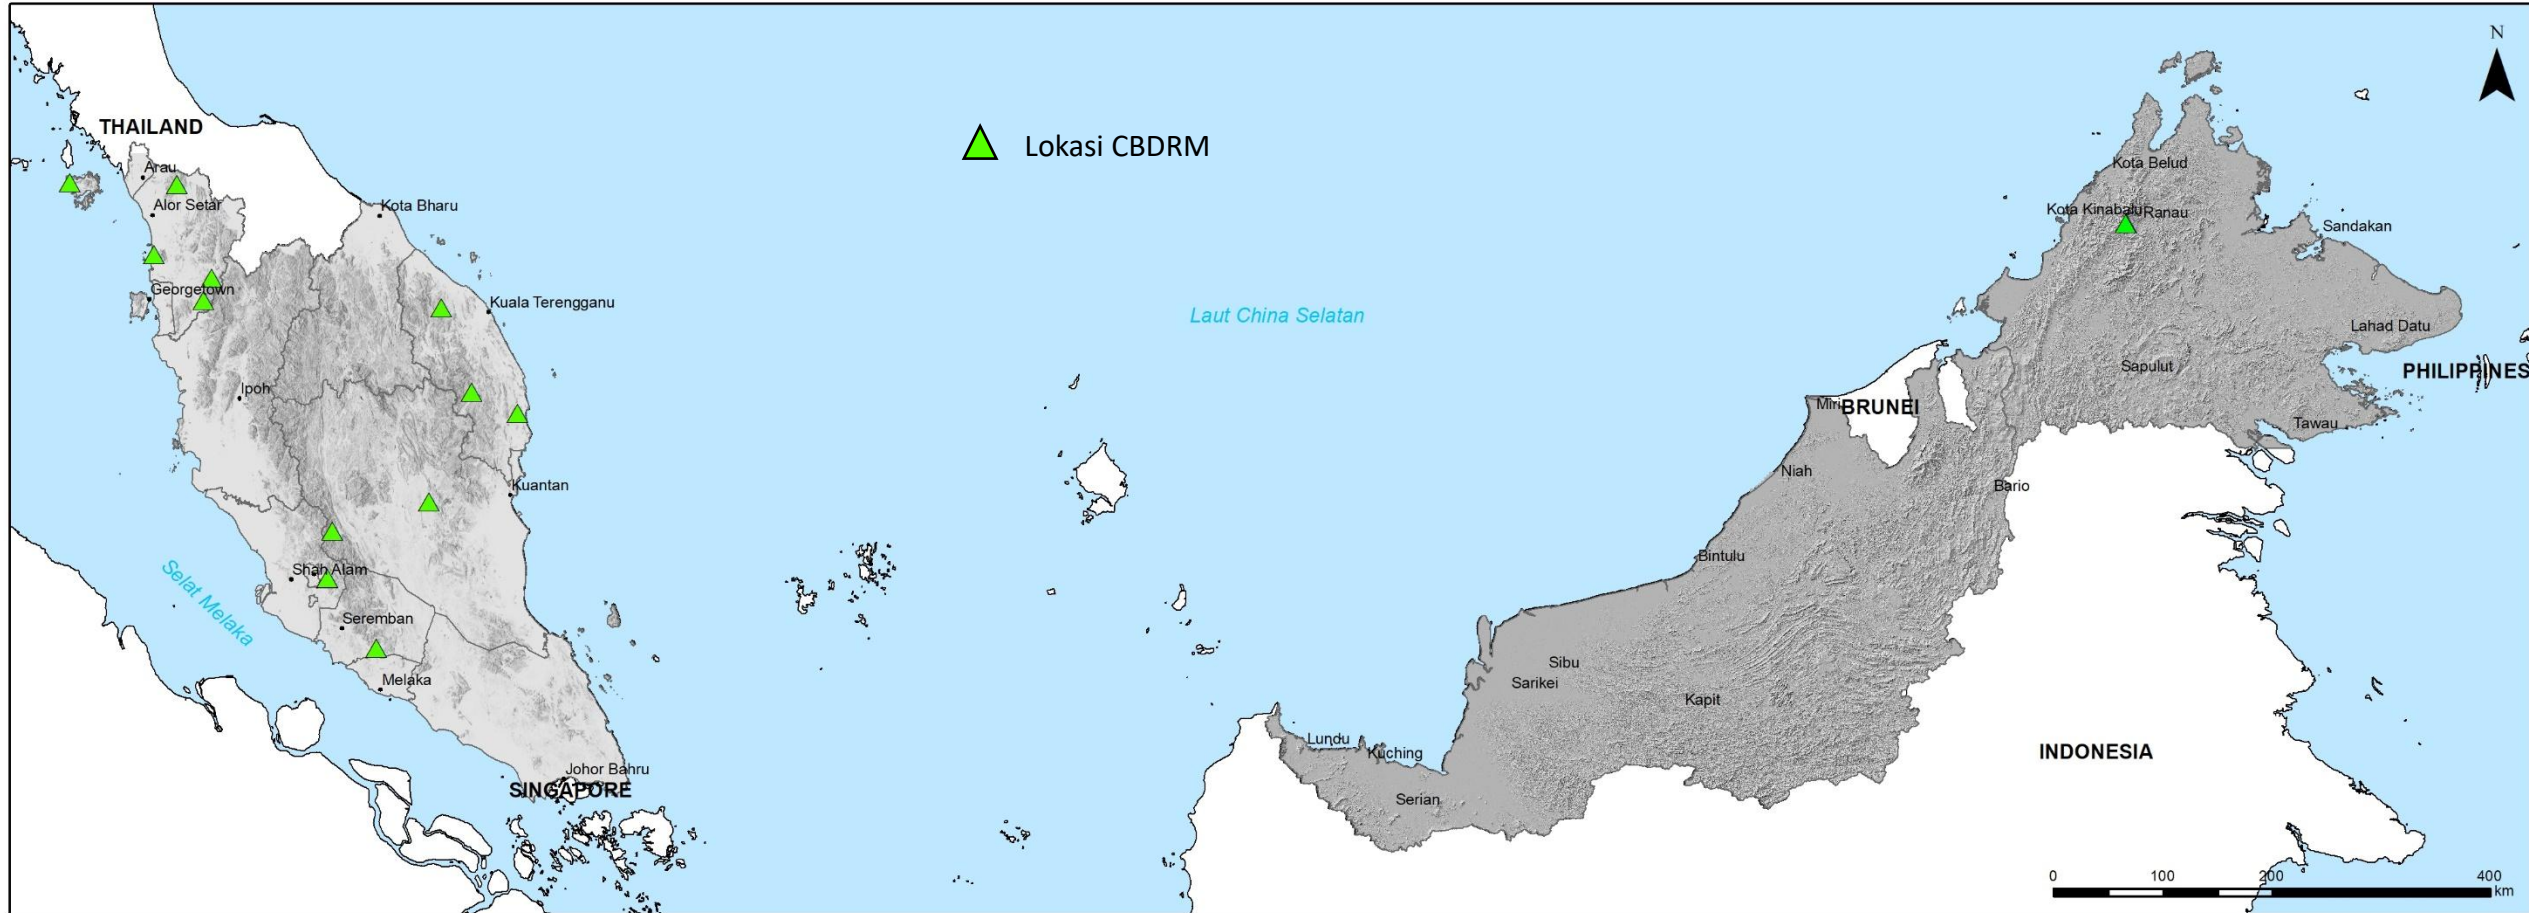 N
THAILAND
Lokasi CBDRM
Arau
Alor Setar
Kota Bharu
Georgetown
Kuala Terengganu
Ipoh
Kuantan
Shah Alam
Seremban
Melaka
Johor Bahru
SINGAPORE
Selat Melaka
Laut China Selatan
Kota Belud
Kota Kinabalu
Ranau
Sandakan
Lahad Datu
Sapulut
PHILIPPINES
Tawau
Miri
BRUNEI
Niah
Bario
Bintulu
Sibu
Sarikei
Kapit
Lundu
Kuching
Serian
INDONESIA
0 100 200 400
km